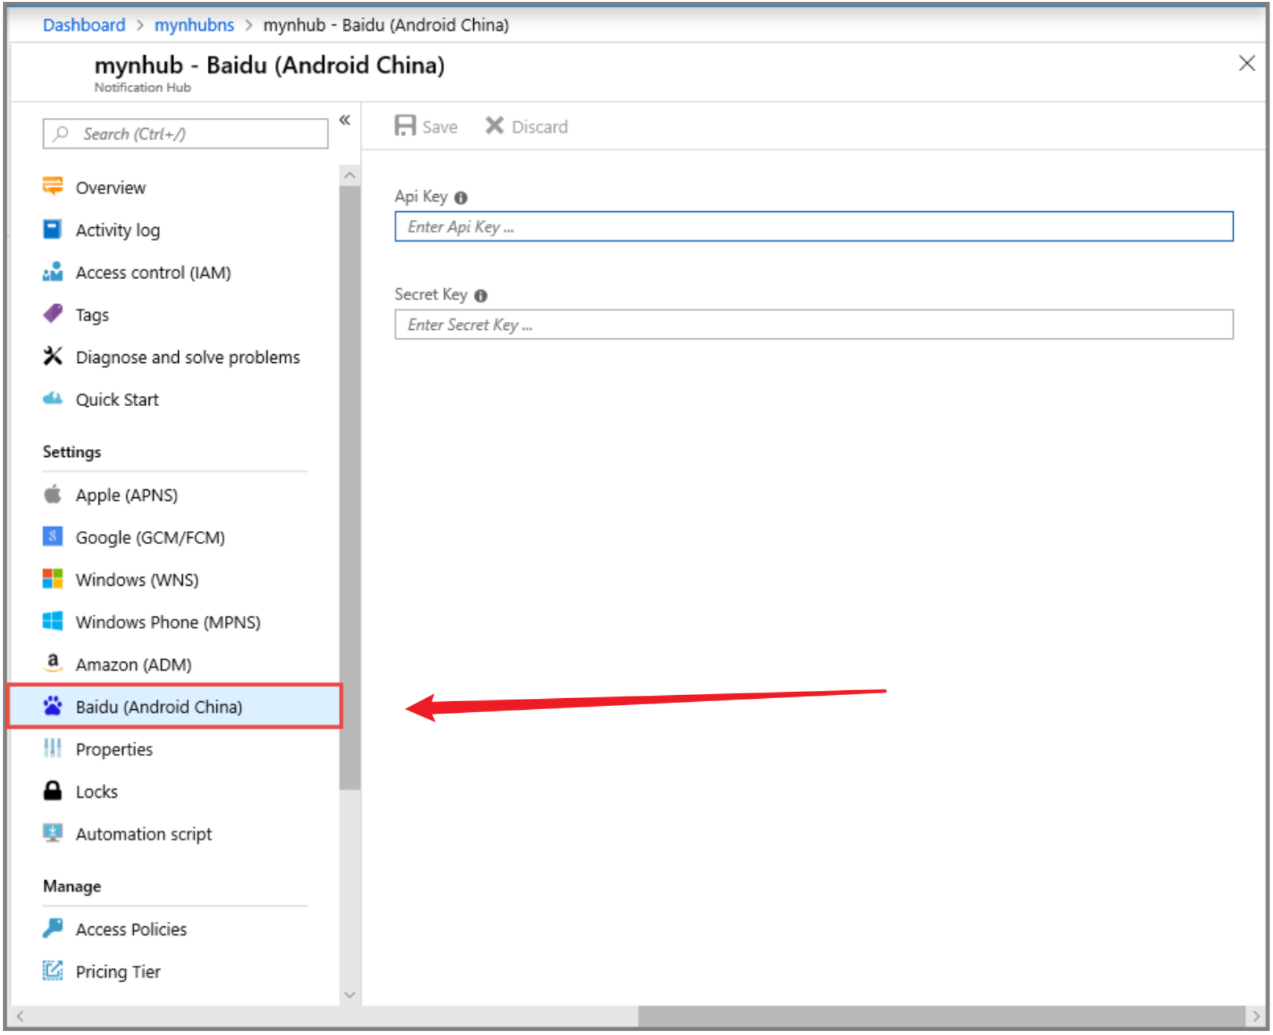 Dashboard > mynhubns > mynhub - Baidu (Android China)
mynhub - Baidu (Android China)
Notification Hub
Search (Ctrl+/)
«
Save
Discard
Overview
Activity log
Access control (IAM)
Tags
Diagnose and solve problems
Quick Start
Settings
Apple (APNS)
Google (GCM/FCM)
Windows (WNS)
Windows Phone (MPNS)
Amazon (ADM)
Baidu (Android China)
Properties
Locks
Automation script
Manage
Access Policies
Pricing Tier
Api Key
Enter Api Key ...
Secret Key
Enter Secret Key ...